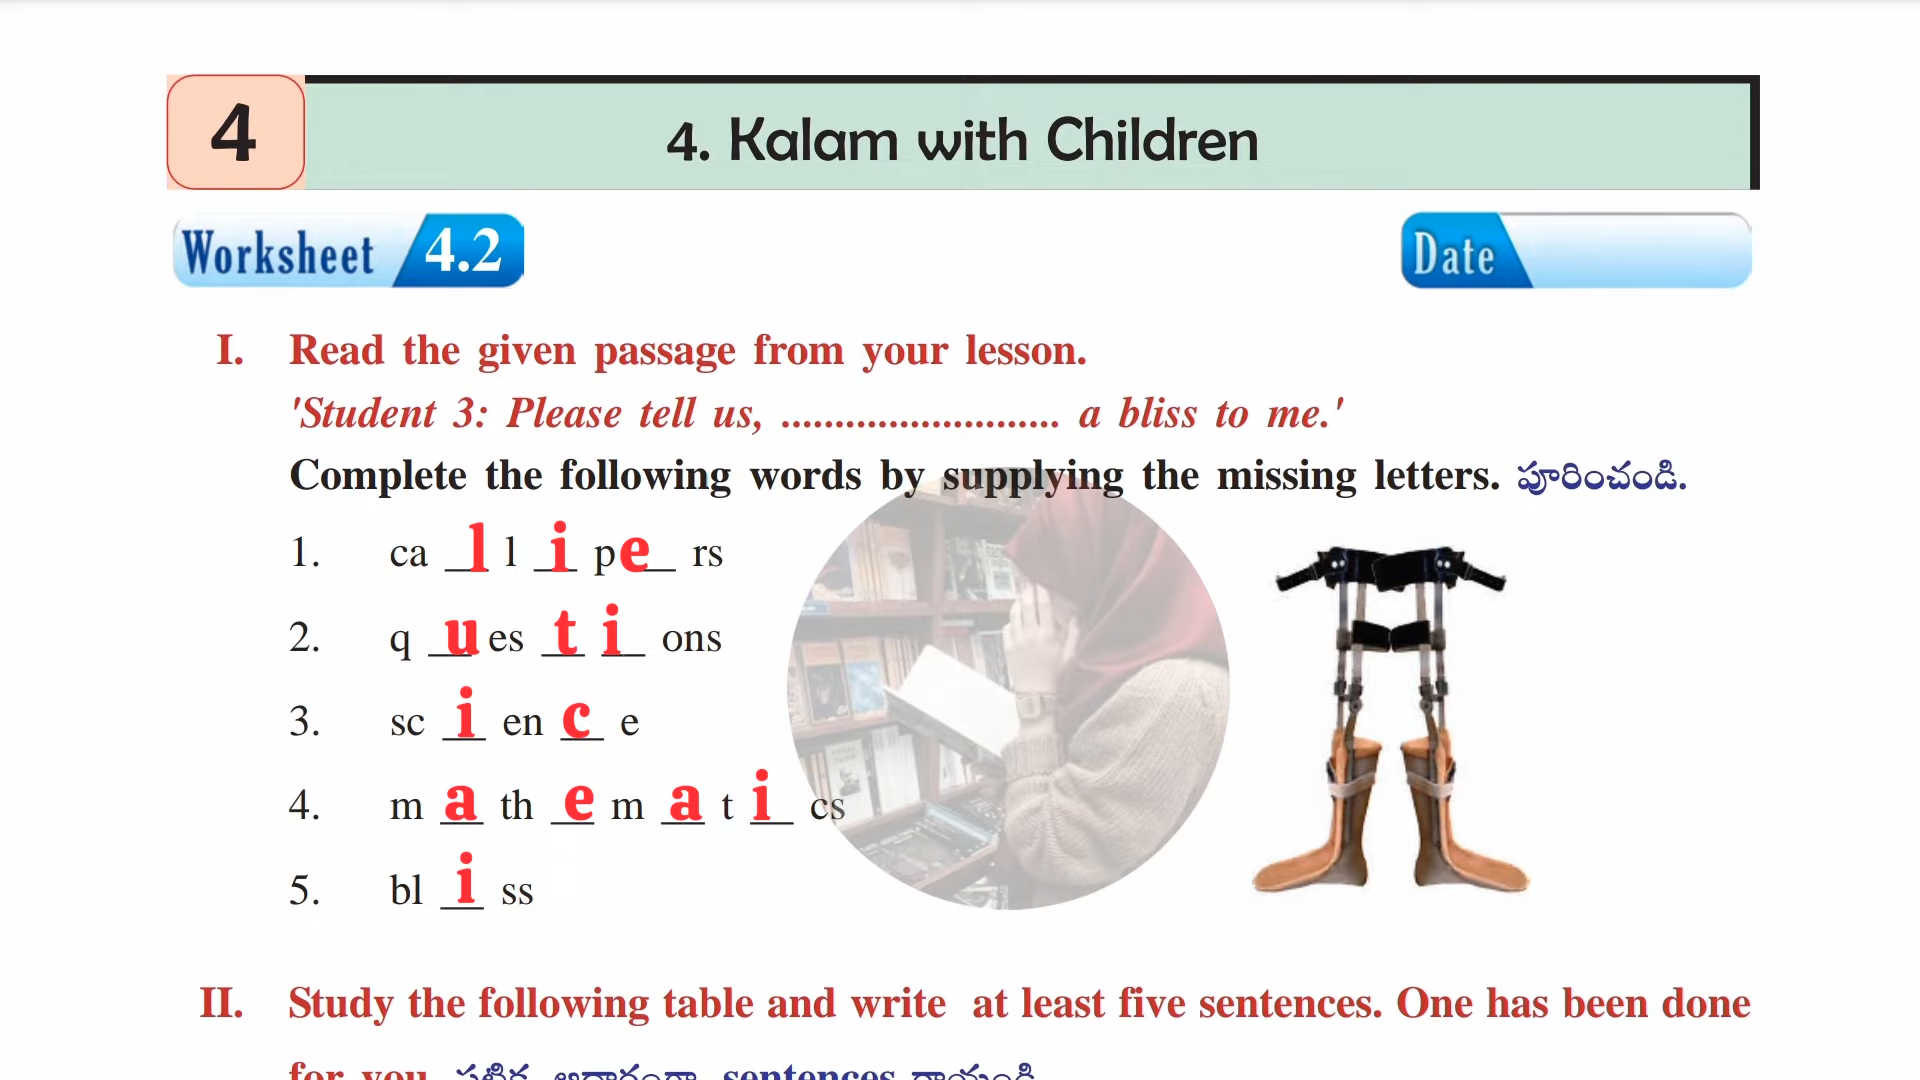 4
4. Kalam with Children
Worksheet 4.2
Date
I. Read the given passage from your lesson.
'Student 3: Please tell us, .......................... a bliss to me.'
Complete the following words by supplying the missing letters. పూరించండి.
1. ca l l i pe rs
2. q u es t i ons
3. sc i en c e
4. m a th e m a t i cs
5. bl i ss
II. Study the following table and write at least five sentences. One has been done
for you. sentences